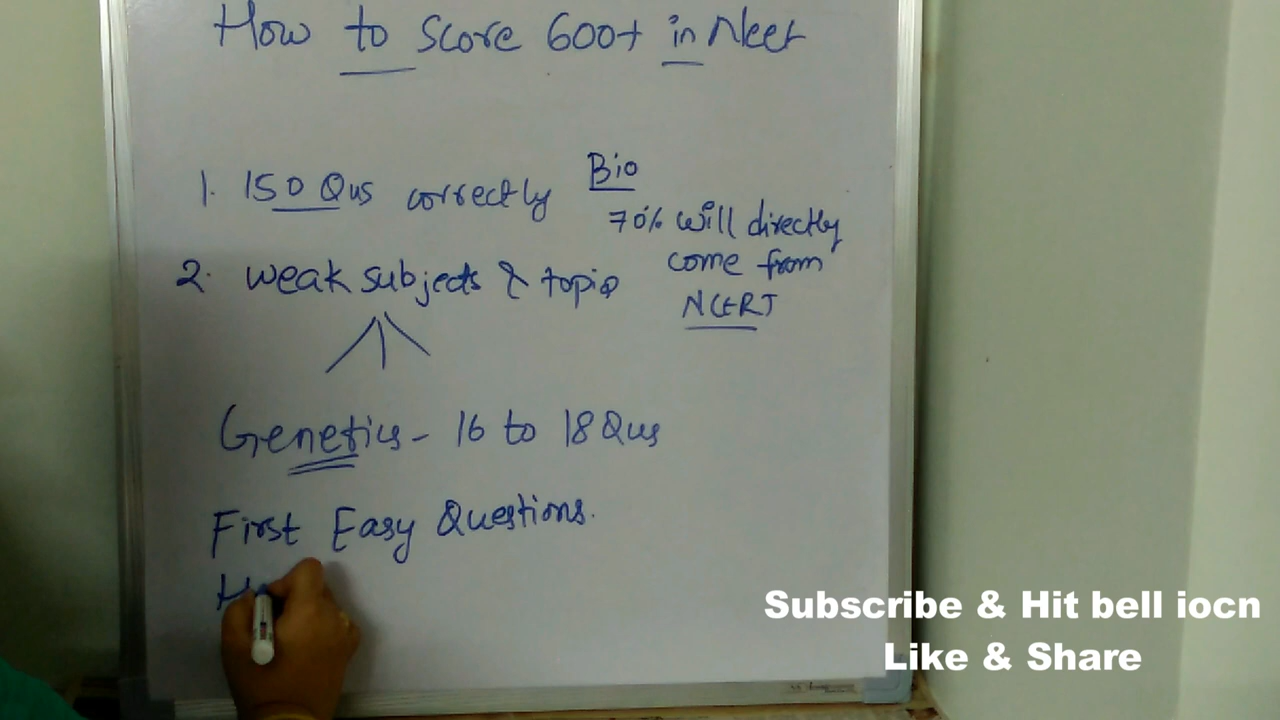 How to Score 600+ in Neet
1. 150 Qus correctly
Bio
70% will directly
come from
NCERT
2. weak subjects & topic
Genetics - 16 to 18 Qus
First Easy Questions.
Subscribe & Hit bell iocn
Like & Share